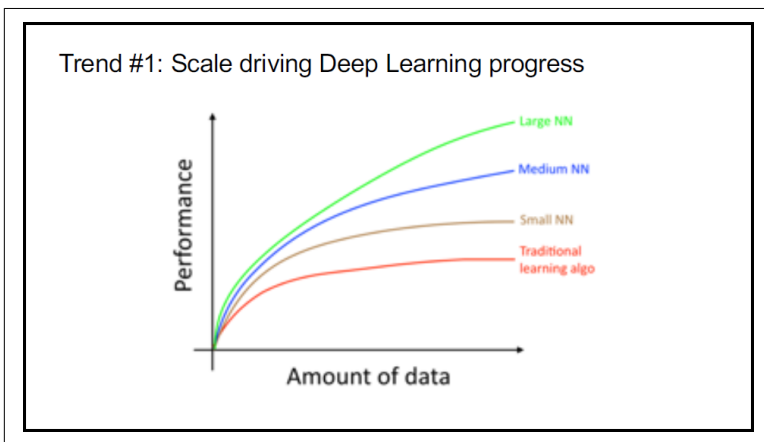 Trend #1: Scale driving Deep Learning progress
Large NN
Medium NN
Small NN
Traditional
learning algo
Performance
Amount of data